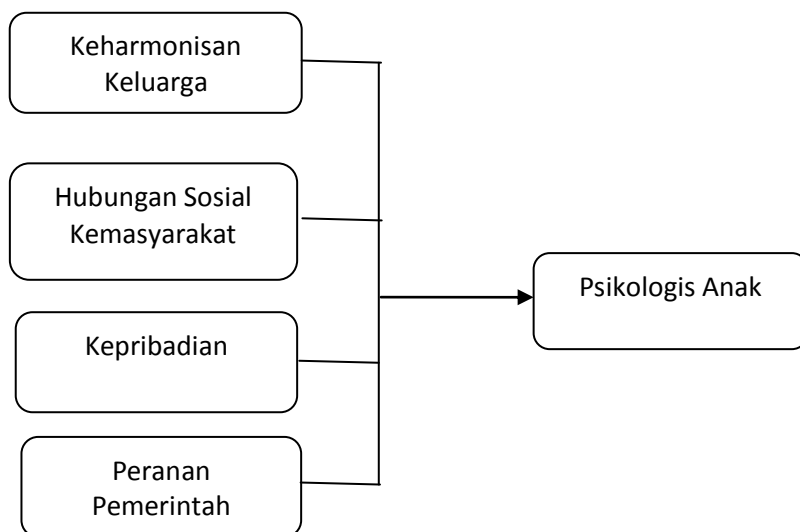 Keharmonisan
Keluarga
Hubungan Sosial
Kemasyarakat
Kepribadian
Peranan
Pemerintah
Psikologis Anak